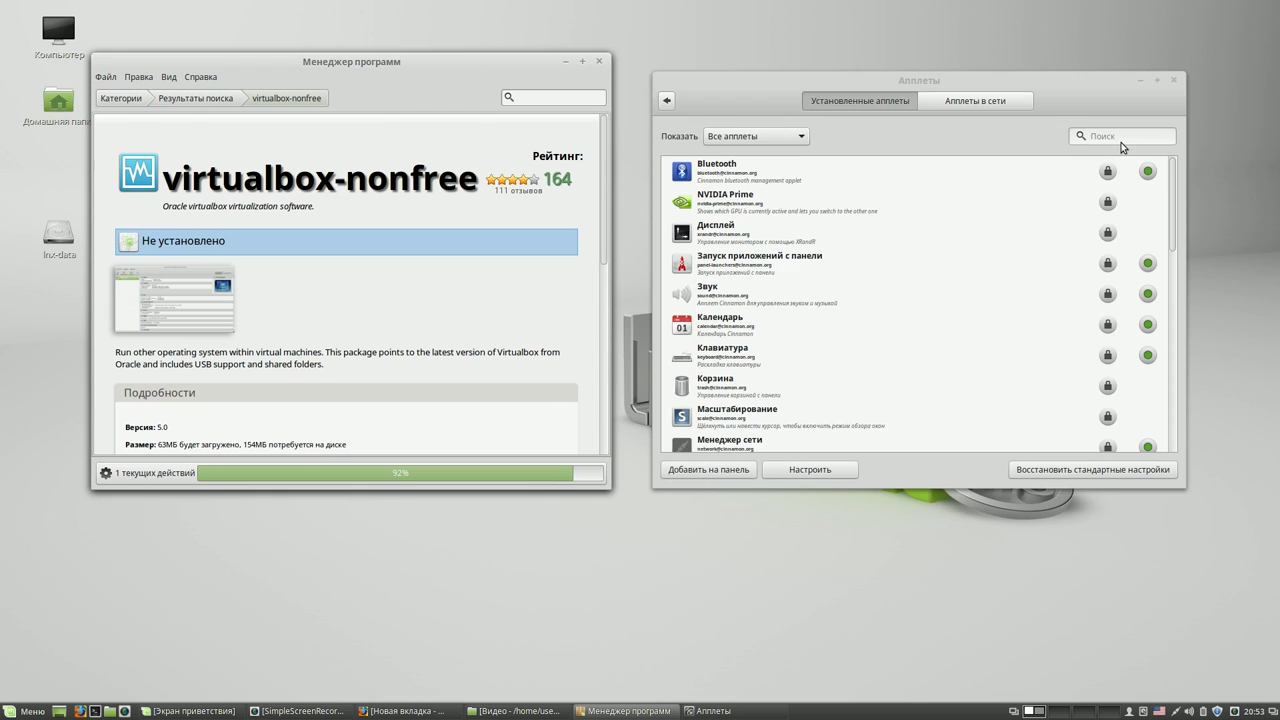 Компьютер
Домашняя папк
lnx-data
Менеджер программ
Файл Правка Вид Справка
Категории Результаты поиска virtualbox-nonfree
Рейтинг:
virtualbox-nonfree 164
111 отзывов
Oracle virtualbox virtualization software.
Не установлено
Run other operating system within virtual machines. This package points to the latest version of Virtualbox from
Oracle and includes USB support and shared folders.
Подробности
Версия: 5.0
Размер: 63МБ будет загружено, 154МБ потребуется на диске
1 текущих действий 92%
Апплеты
Установленные апплеты Апплеты в сети
Показать Все апплеты Поиск
Bluetooth
bluetooth@cinnamon.org
Cinnamon bluetooth management applet
NVIDIA Prime
nvidia-prime@cinnamon.org
Shows which GPU is currently active and lets you switch to the other one
Дисплей
xrandr@cinnamon.org
Управление монитором с помощью XRandR
Запуск приложений с панели
panel-launchers@cinnamon.org
Запуск приложений с панели
Звук
sound@cinnamon.org
Апплет Cinnamon для управления звуком и музыкой
01
Календарь
calendar@cinnamon.org
Календарь Cinnamon
Клавиатура
keyboard@cinnamon.org
Раскладка клавиатуры
Корзина
trash@cinnamon.org
Управление корзиной с панели
Масштабирование
scale@cinnamon.org
Щёлкнуть или навести курсор, чтобы включить режим обзора окон
Менеджер сети
network@cinnamon.org
Добавить на панель Настроить Восстановить стандартные настройки
Меню [Экран приветствия] [SimpleScreenRecor... [Новая вкладка - ... [Видео - /home/use... Менеджер программ Апплеты 20:53